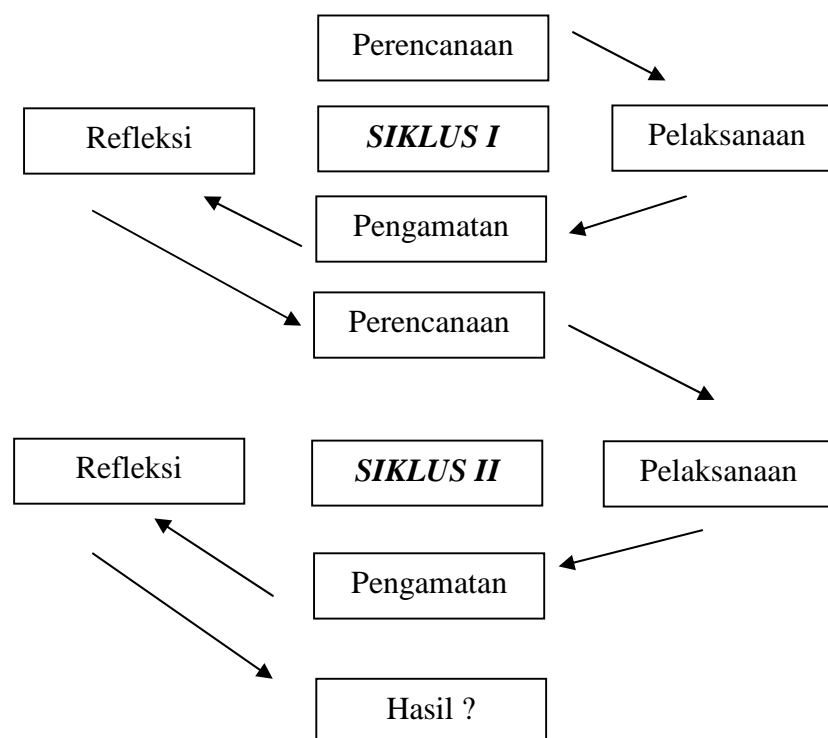 Perencanaan
Refleksi
SIKLUS I
Pelaksanaan
Pengamatan
Perencanaan
Refleksi
SIKLUS II
Pelaksanaan
Pengamatan
Hasil ?